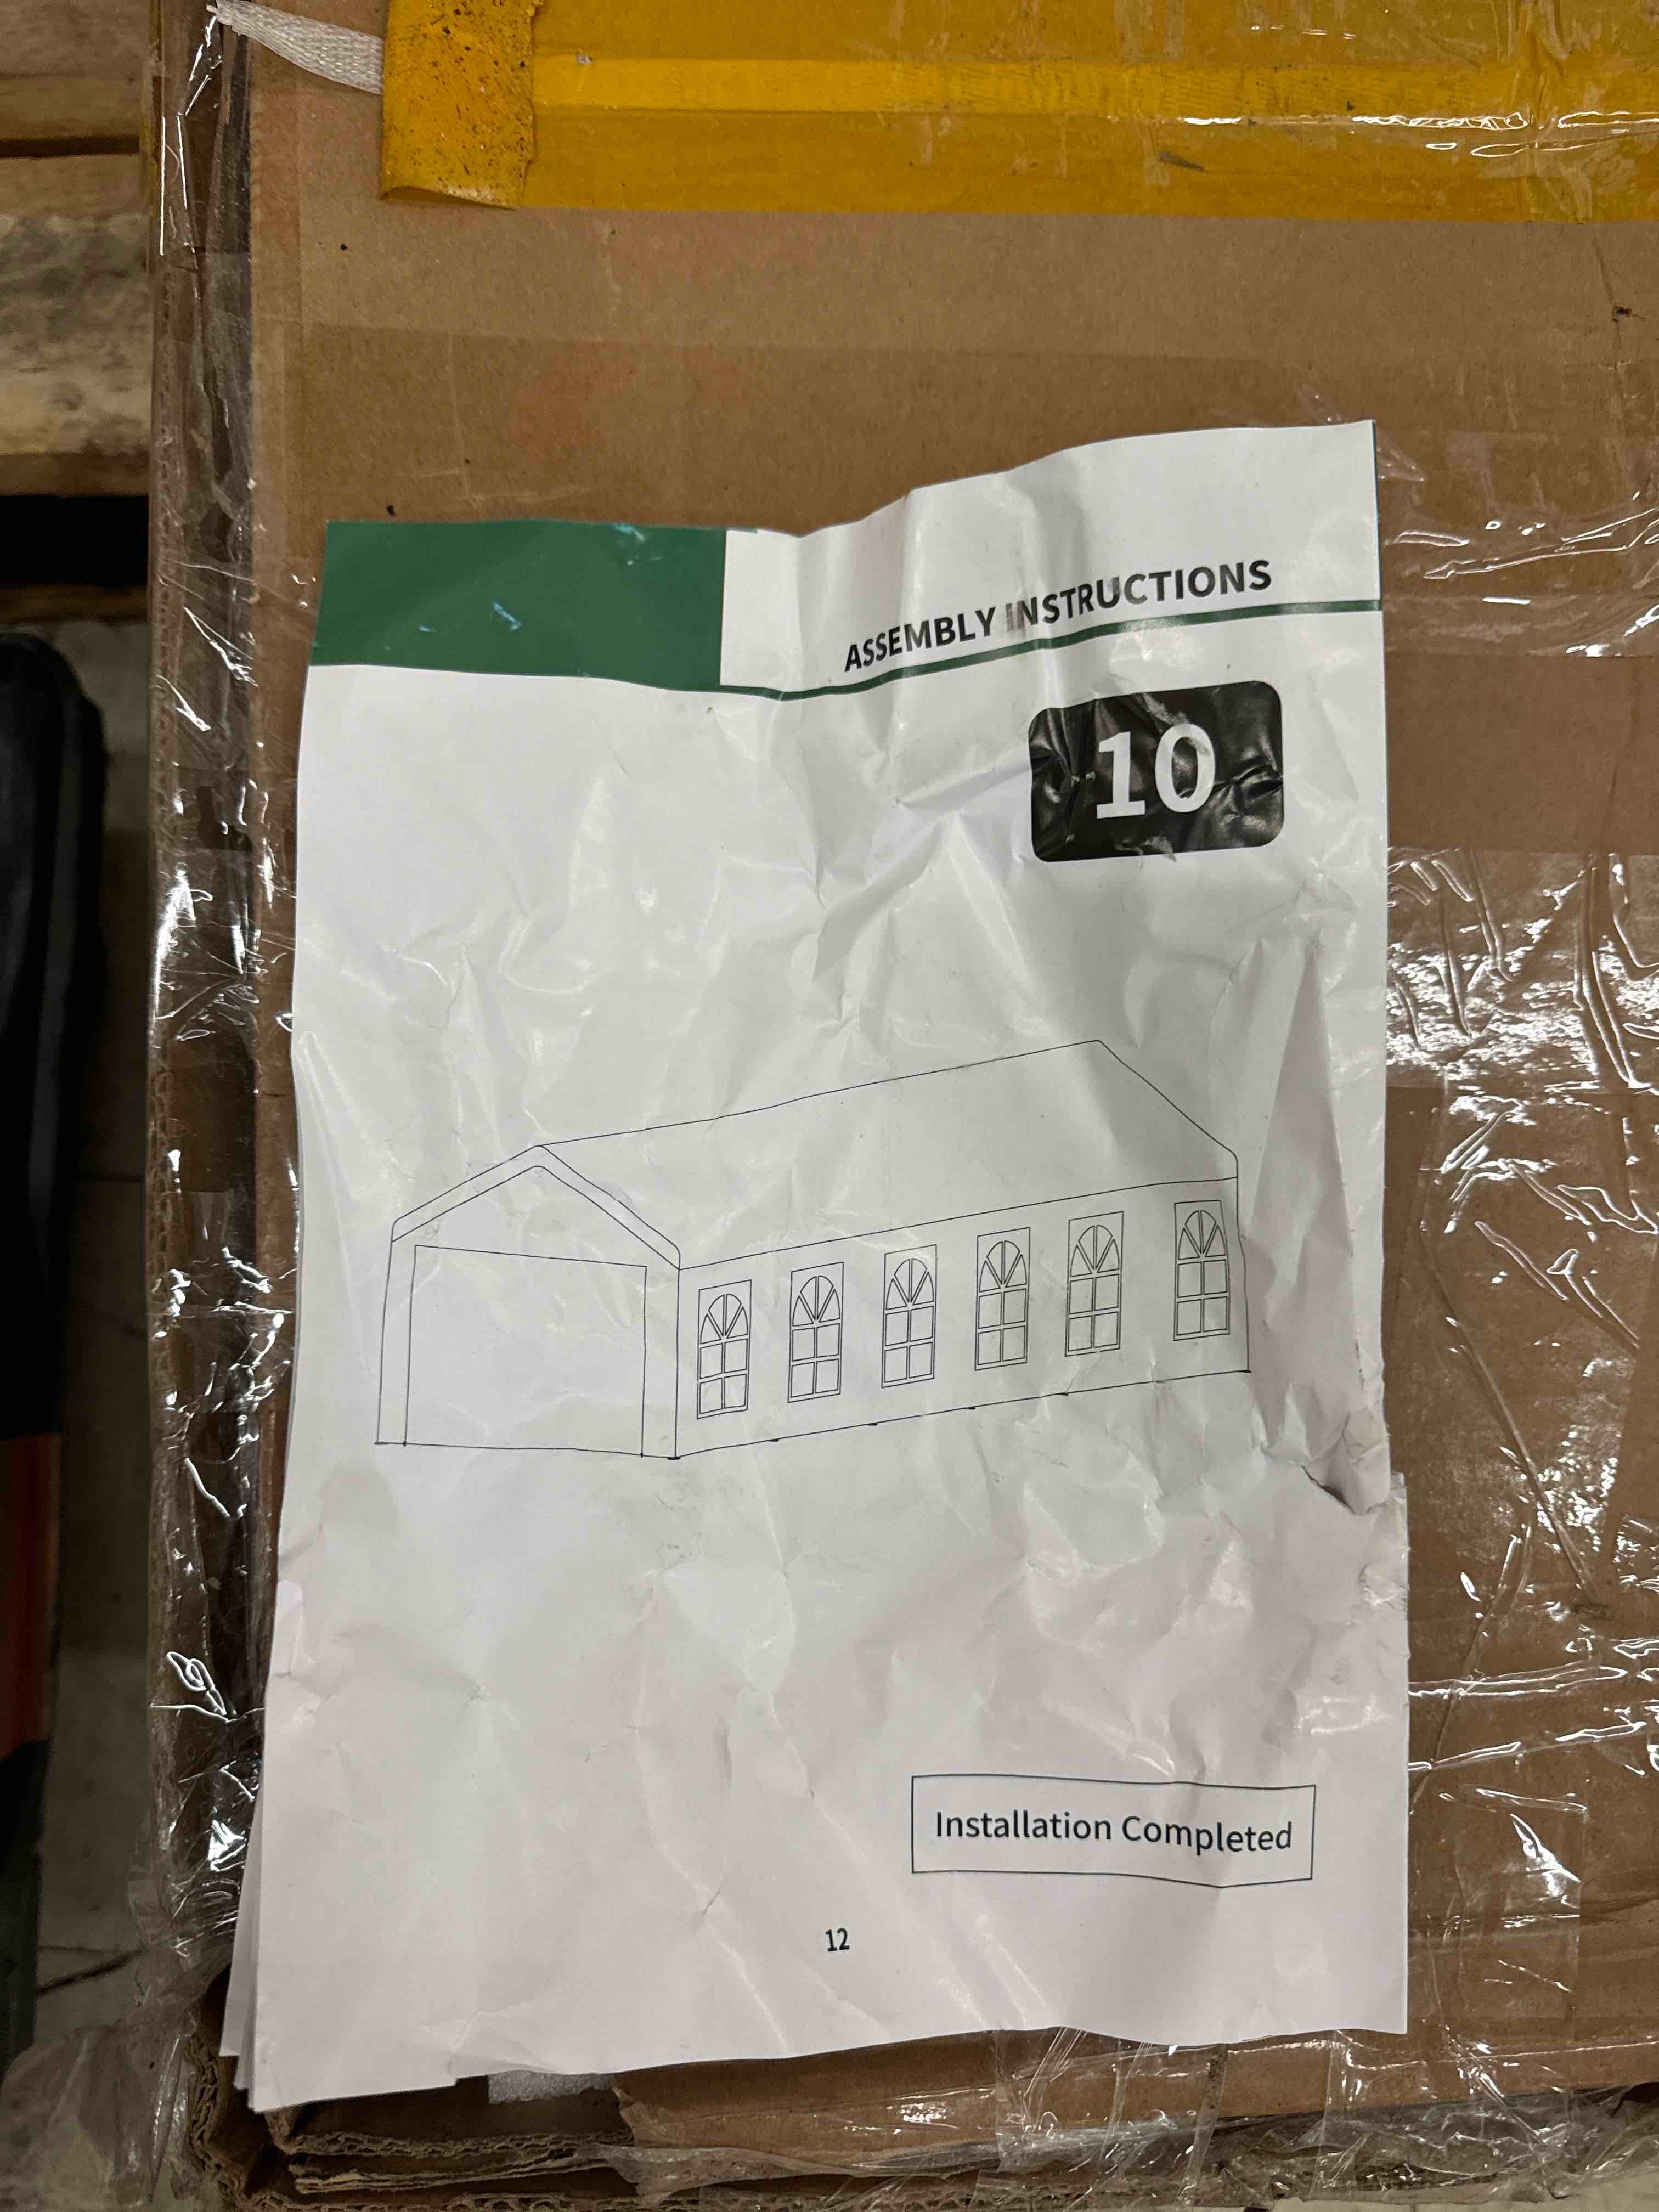 ASSEMBLY INSTRUCTIONS
10
Installation Completed
12